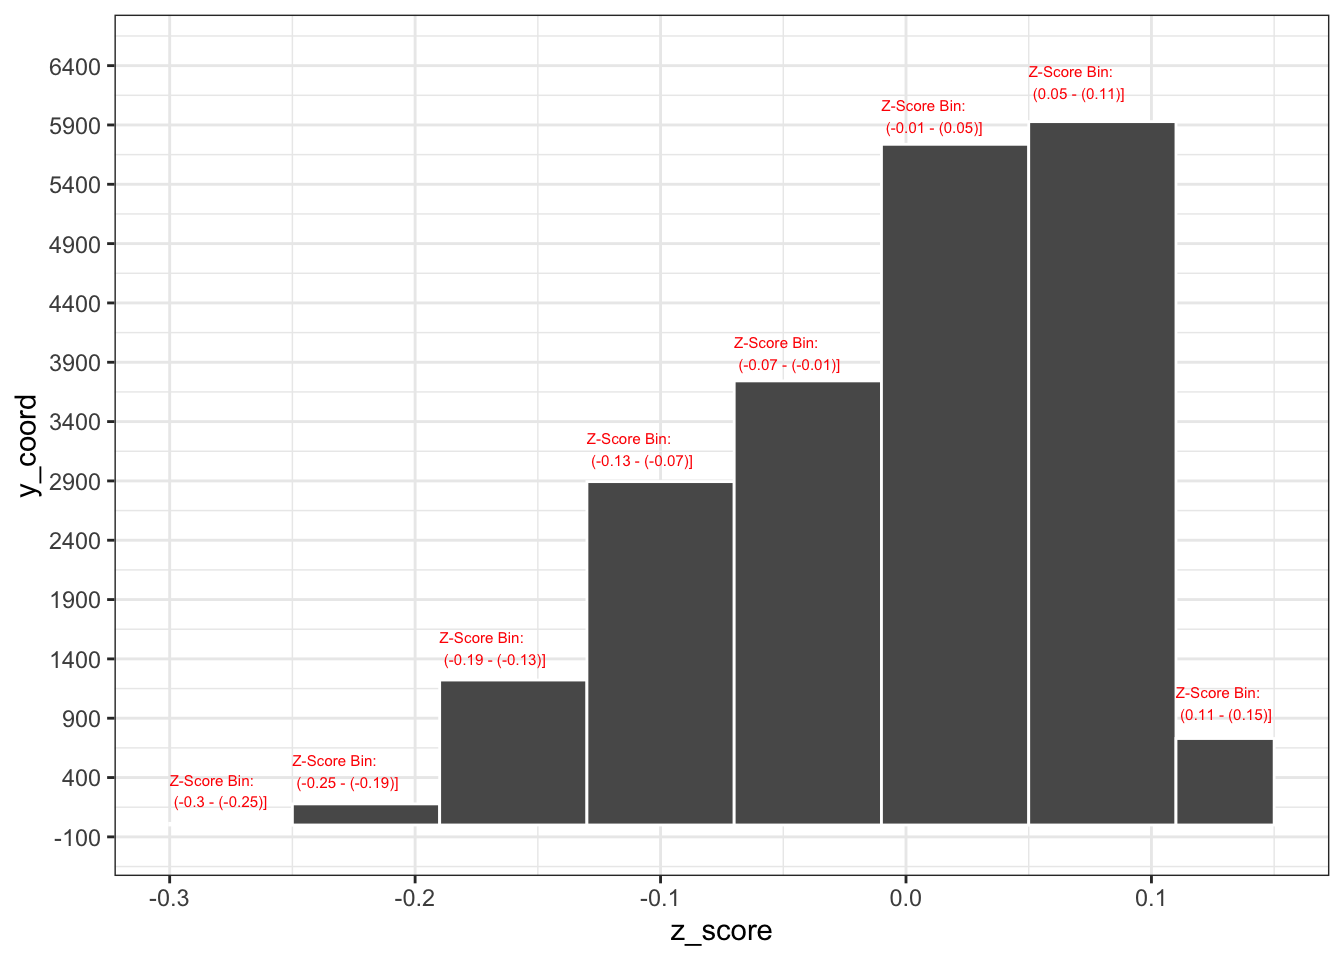 6400
5900
5400
4900
4400
3900
3400
2900
2400
1900
1400
900
400
-100
y_coord
Z-Score Bin:
(-0.3 - (-0.25)]
Z-Score Bin:
(-0.25 - (-0.19)]
Z-Score Bin:
(-0.19 - (-0.13)]
Z-Score Bin:
(-0.13 - (-0.07)]
Z-Score Bin:
(-0.07 - (-0.01)]
Z-Score Bin:
(-0.01 - (0.05)]
Z-Score Bin:
(0.05 - (0.11)]
Z-Score Bin:
(0.11 - (0.15)]
-0.3 -0.2 -0.1 0.0 0.1
z_score